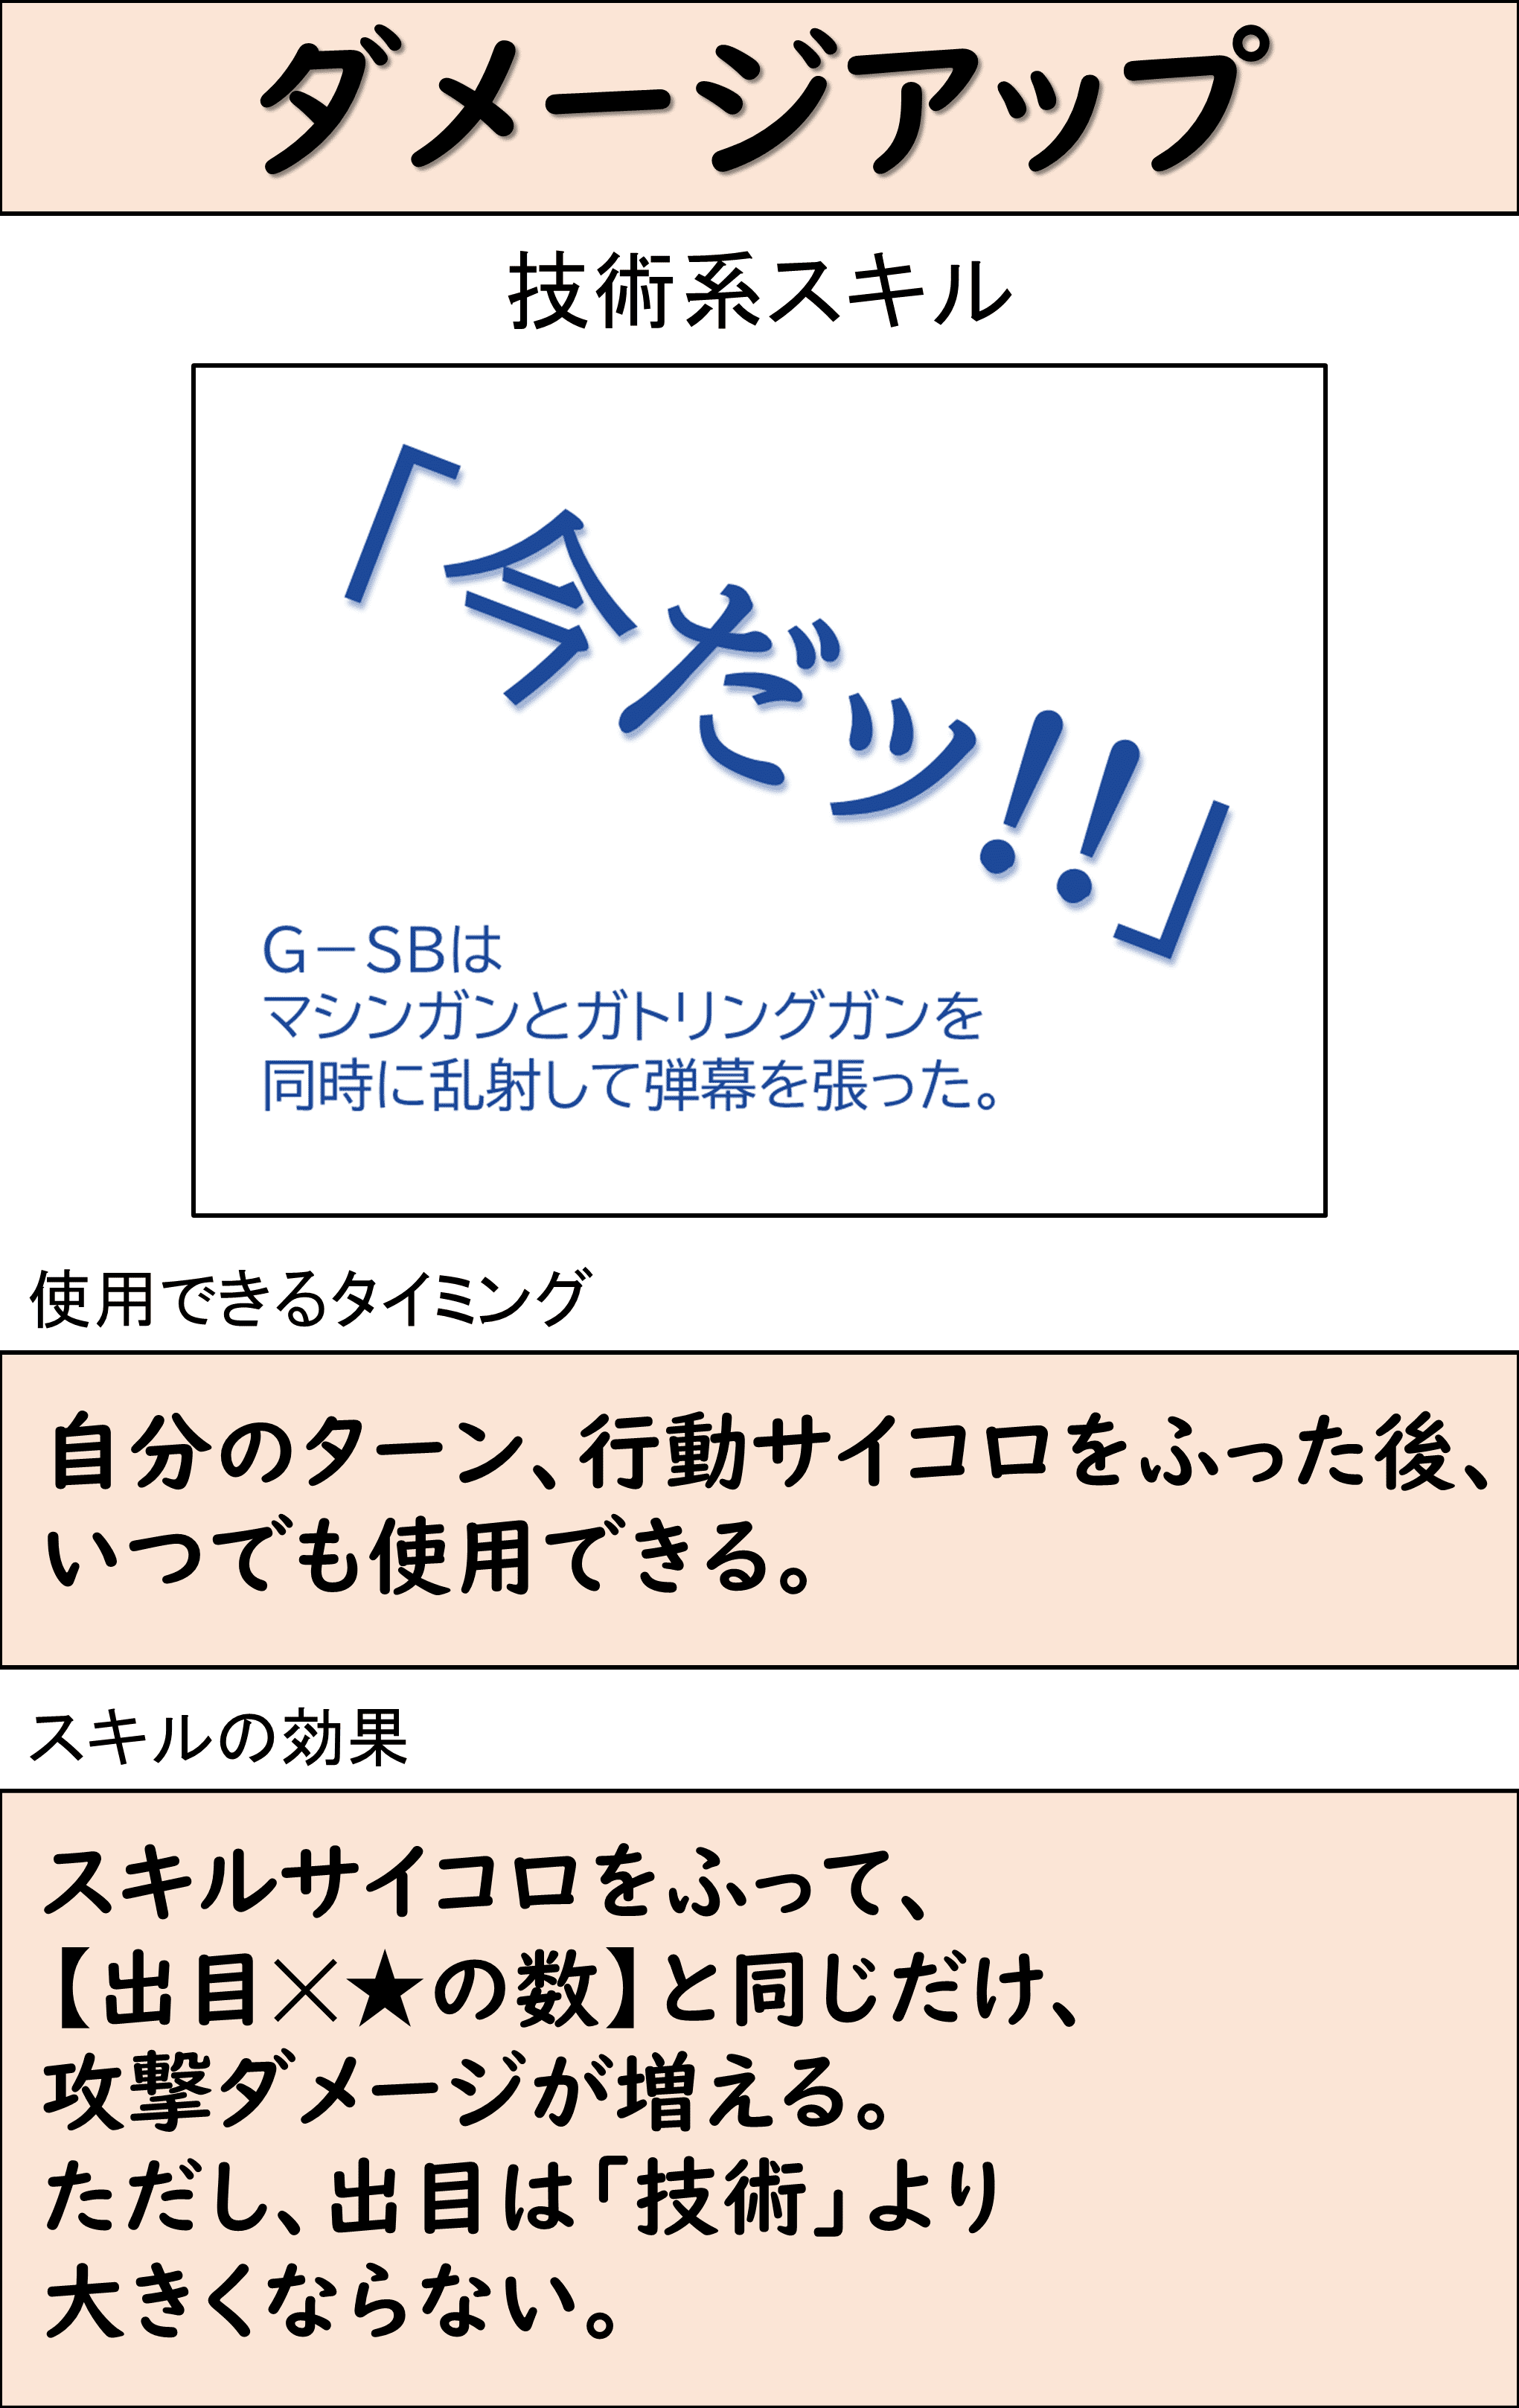 ダメージアップ
技術系スキル
「今だッ!!」
G－SBは
マシンガンとガトリングガンを
同時に乱射して弾幕を張った。
使用できるタイミング
自分のターン、行動サイコロをふった後、
いつでも使用できる。
スキルの効果
スキルサイコロをふって、
【出目×★の数】と同じだけ、
攻撃ダメージが増える。
ただし、出目は「技術」より
大きくならない。